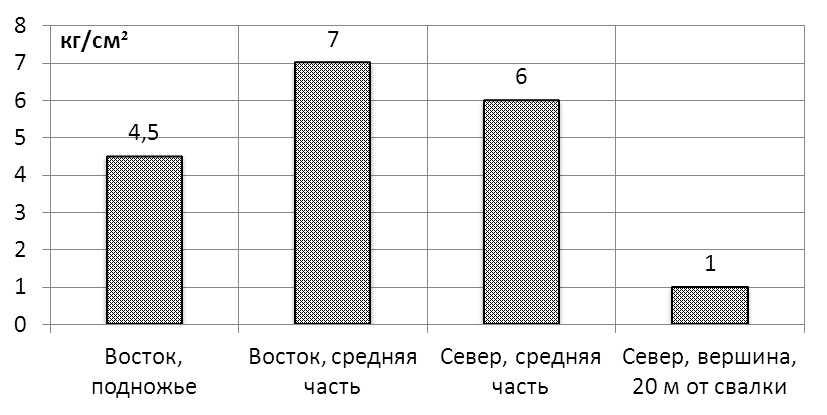 8
кг/см²
7
7
6
6
5
4,5
4
3
2
1
1
0
Восток,
подножье
Восток, средняя
часть
Север, средняя
часть
Север, вершина,
20 м от свалки